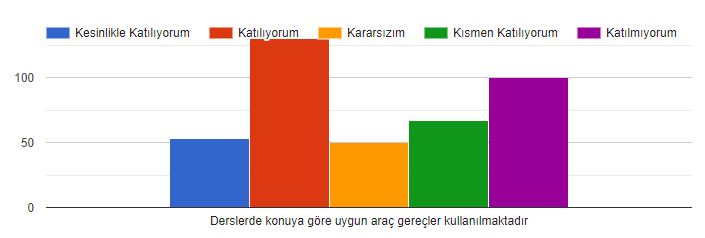 Kesinlikle Katılıyorum Katılıyorum Kararsızım Kısmen Katılıyorum Katılmıyorum
100
50
0
Derslerde konuya göre uygun araç gereçler kullanılmaktadır